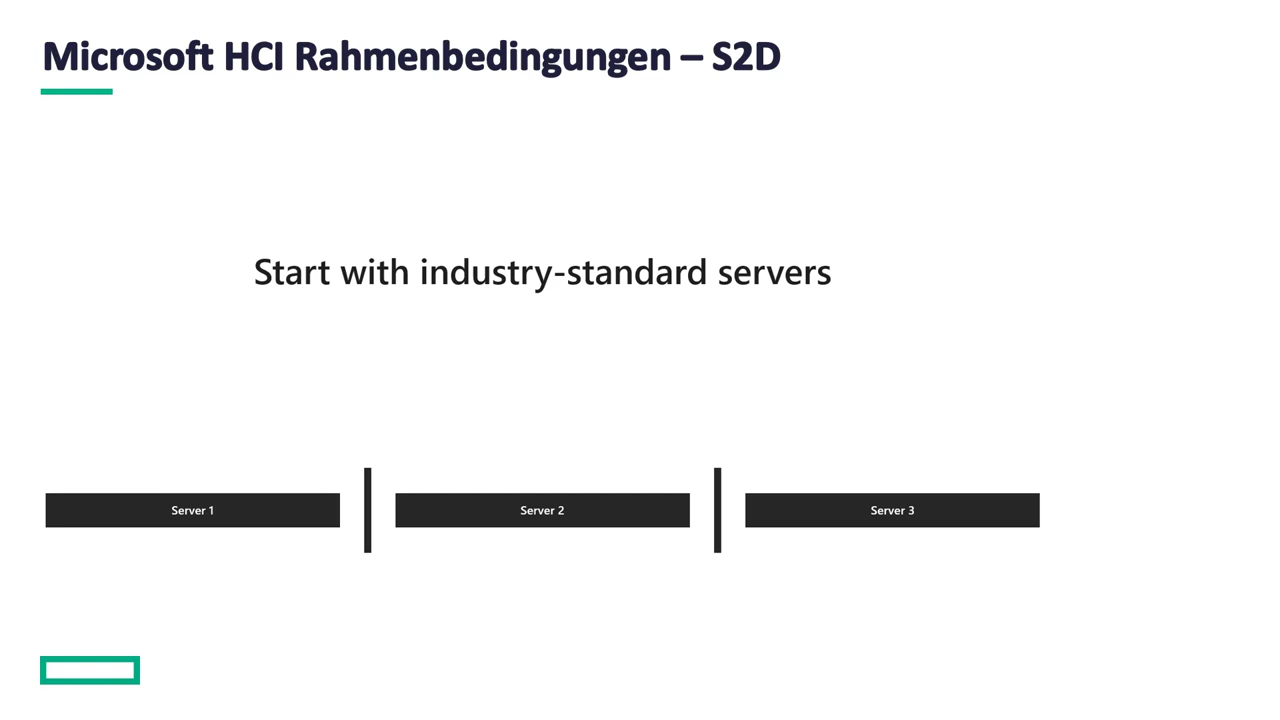 Microsoft HCI Rahmenbedingungen – S2D
Start with industry-standard servers
Server 1
Server 2
Server 3